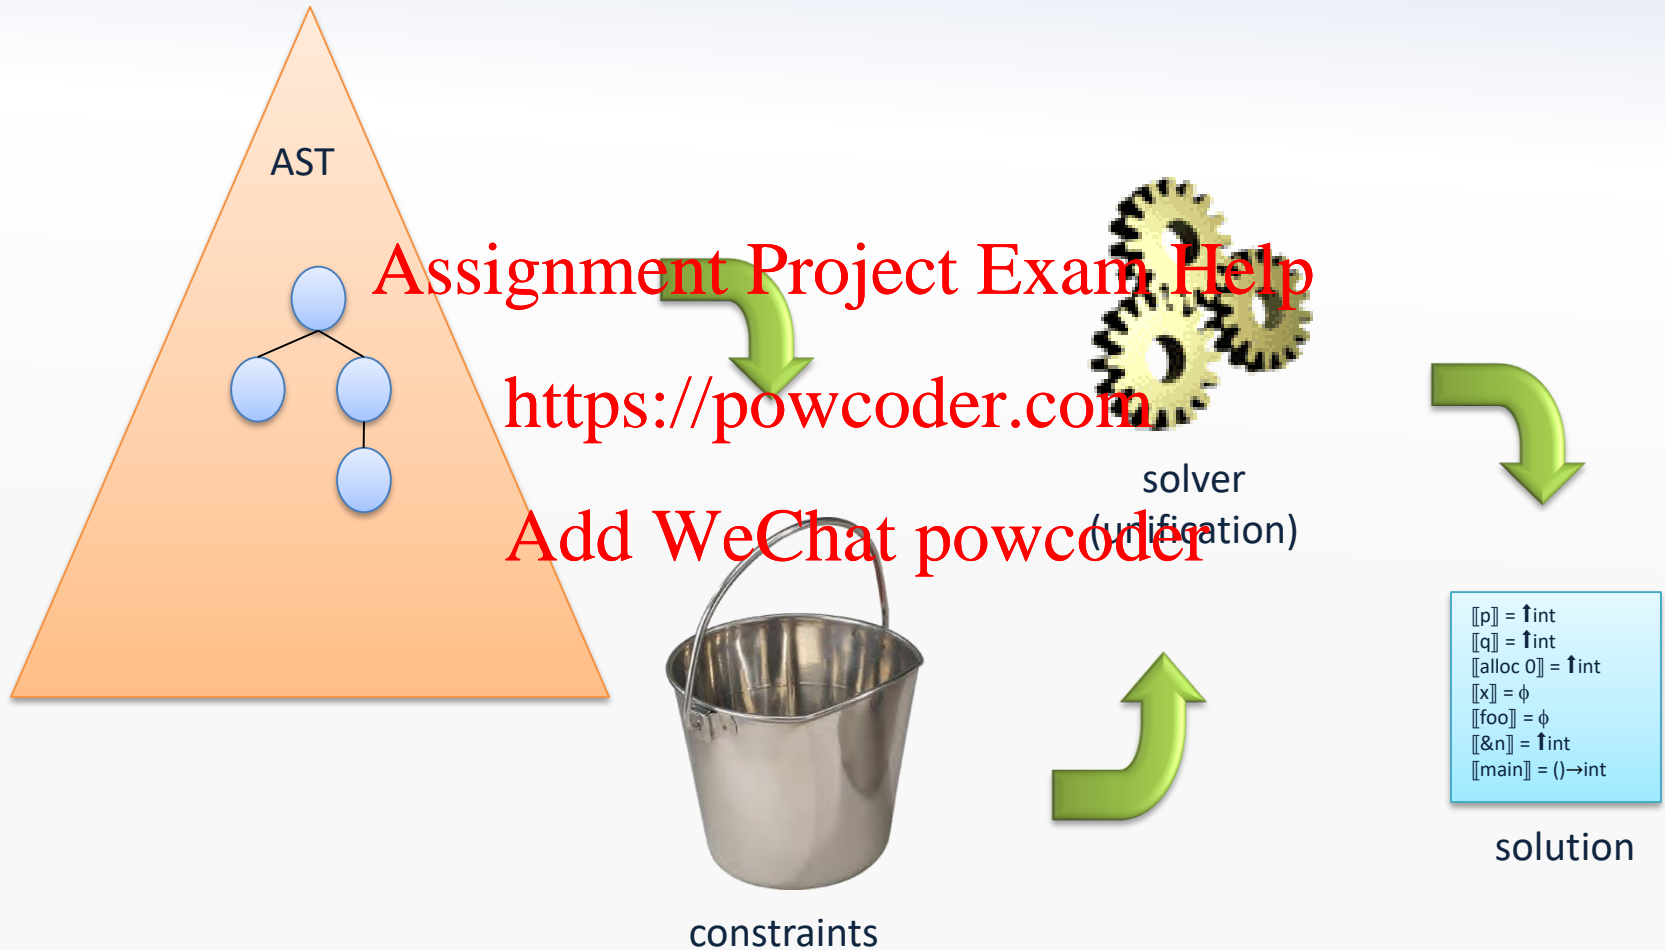 AST
Assignment Project Exam Help
https://powcoder.com
solver
(unification)
Add WeChat powcoder
⟦p⟧ = ⬆int
⟦q⟧ = ⬆int
⟦alloc 0⟧ = ⬆int
⟦x⟧ = ϕ
⟦foo⟧ = ϕ
⟦&n⟧ = ⬆int
⟦main⟧ = ()→int
solution
constraints